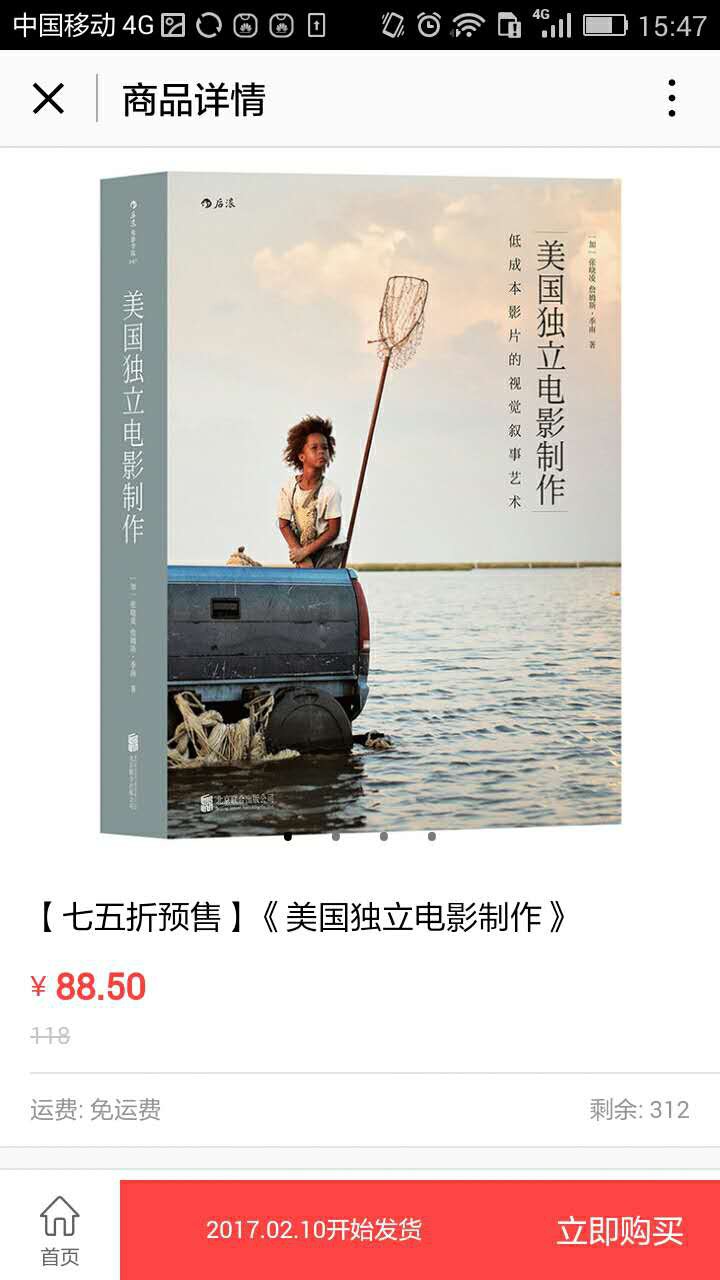 中国移动 4G
4G
15:47
商品详情
后浪
美国独立电影制作
[加] 张晓凌 詹姆斯·季南 著
后浪
美国独立电影制作
低成本影片的视觉叙事艺术
[加] 张晓凌 詹姆斯·季南 著
北京联合出版公司
【七五折预售】《美国独立电影制作》
¥ 88.50
118
运费: 免运费
剩余: 312
首页
2017.02.10开始发货
立即购买